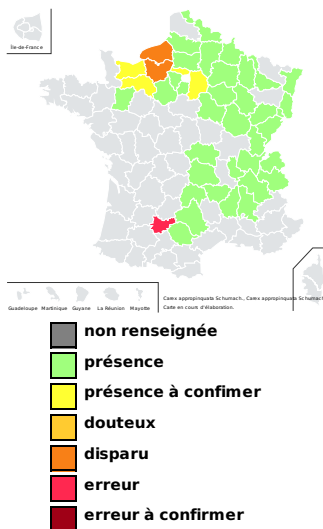 Île-de-France
Guadeloupe Martinique Guyane La Réunion Mayotte
Carex appropinquata Schumach., Carex appropinquata Schumach
Carte en cours d'élaboration.
non renseignée
présence
présence à confimer
douteux
disparu
erreur
erreur à confirmer